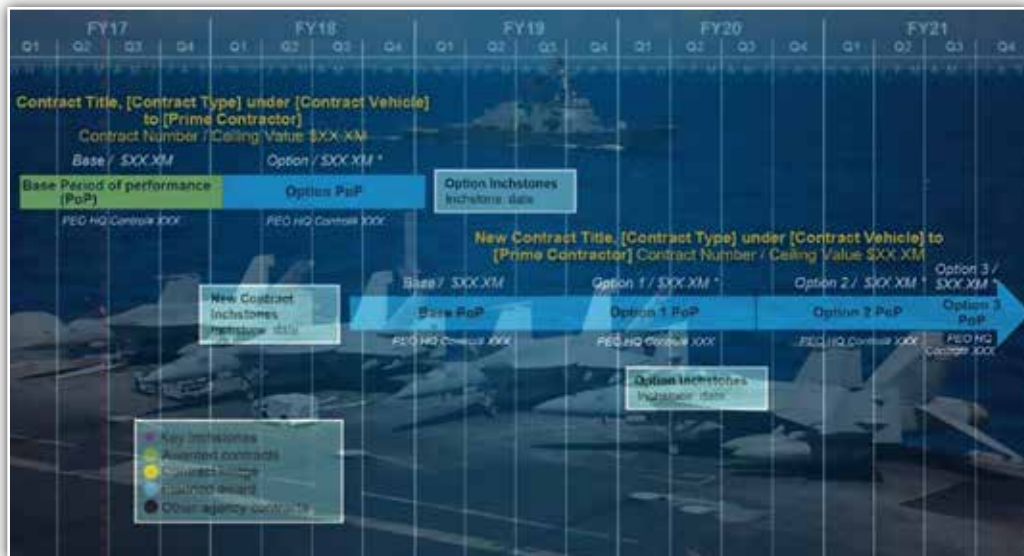 FY17 FY18 FY19 FY20 FY21
Q1 Q2 Q3 Q4 Q1 Q2 Q3 Q4 Q1 Q2 Q3 Q4 Q1 Q2 Q3 Q4 Q1 Q2 Q3 Q4
Contract Title, [Contract Type] under [Contract Vehicle]
to [Prime Contractor]
Contract Number / Ceiling Value $XX.XM
Base / $XX.XM Option / $XX.XM *
Base Period of performance
(PoP)
Option PoP
Option Inchstones
Inchstone: date
PEO HQ Control# XXX PEO HQ Control# XXX
New Contract Title, [Contract Type] under [Contract Vehicle] to
[Prime Contractor] Contract Number / Ceiling Value $XX.XM
Base / $XX.XM Option 1 / $XX.XM * Option 2 / $XX.XM *
Option 3 /
$XX.XM *
New Contract
Inchstones
Inchstone: date
Base PoP Option 1 PoP Option 2 PoP
Option 3
PoP
PEO HQ Control# XXX PEO HQ Control# XXX PEO HQ Control# XXX
PEO HQ
Control# XXX
Option Inchstones
Inchstone: date
Key Inchstones
Awarded contracts
Contract bridge
Planned award
Other agency contracts